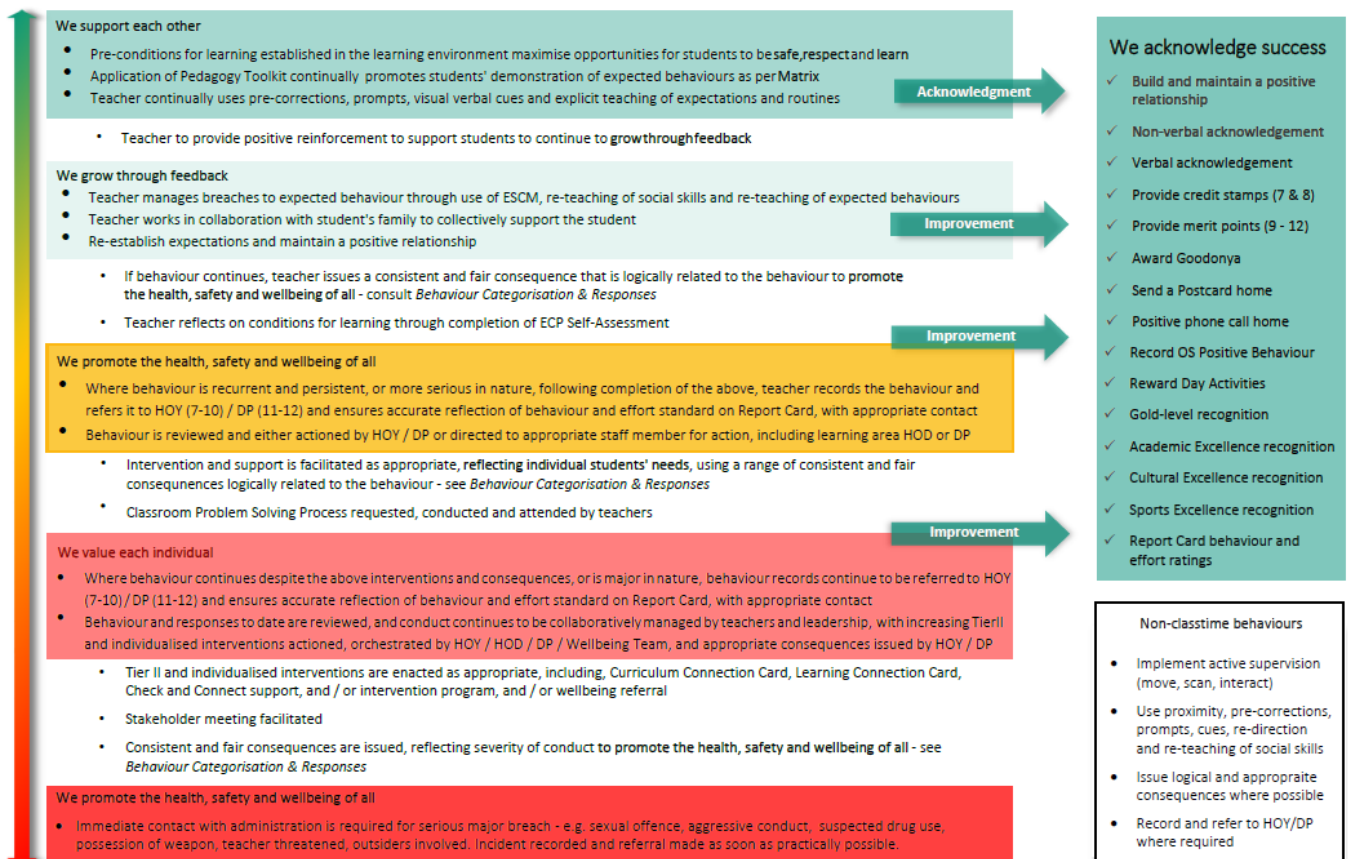 We support each other
• Pre-conditions for learning established in the learning environment maximise opportunities for students to be safe, respect and learn
• Application of Pedagogy Toolkit continually promotes students' demonstration of expected behaviours as per Matrix
• Teacher continually uses pre-corrections, prompts, visual verbal cues and explicit teaching of expectations and routines
Acknowledgment
• Teacher to provide positive reinforcement to support students to continue to grow through feedback
We grow through feedback
• Teacher manages breaches to expected behaviour through use of ESCM, re-teaching of social skills and re-teaching of expected behaviours
• Teacher works in collaboration with student's family to collectively support the student
• Re-establish expectations and maintain a positive relationship
Improvement
• If behaviour continues, teacher issues a consistent and fair consequence that is logically related to the behaviour to promote
the health, safety and wellbeing of all - consult Behaviour Categorisation & Responses
• Teacher reflects on conditions for learning through completion of ECP Self-Assessment
Improvement
We promote the health, safety and wellbeing of all
• Where behaviour is recurrent and persistent, or more serious in nature, following completion of the above, teacher records the behaviour and
refers it to HOY (7-10) / DP (11-12) and ensures accurate reflection of behaviour and effort standard on Report Card, with appropriate contact
• Behaviour is reviewed and either actioned by HOY / DP or directed to appropriate staff member for action, including learning area HOD or DP
• Intervention and support is facilitated as appropriate, reflecting individual students' needs, using a range of consistent and fair
consequnences logically related to the behaviour - see Behaviour Categorisation & Responses
• Classroom Problem Solving Process requested, conducted and attended by teachers
Improvement
We value each individual
• Where behaviour continues despite the above interventions and consequences, or is major in nature, behaviour records continue to be referred to HOY
(7-10) / DP (11-12) and ensures accurate reflection of behaviour and effort standard on Report Card, with appropriate contact
• Behaviour and responses to date are reviewed, and conduct continues to be collaboratively managed by teachers and leadership, with increasing TierII
and individualised interventions actioned, orchestrated by HOY / HOD / DP / Wellbeing Team, and appropriate consequences issued by HOY / DP
• Tier II and individualised interventions are enacted as appropriate, including, Curriculum Connection Card, Learning Connection Card,
Check and Connect support, and / or intervention program, and / or wellbeing referral
• Stakeholder meeting facilitated
• Consistent and fair consequences are issued, reflecting severity of conduct to promote the health, safety and wellbeing of all - see
Behaviour Categorisation & Responses
We promote the health, safety and wellbeing of all
• Immediate contact with administration is required for serious major breach - e.g. sexual offence, aggressive conduct, suspected drug use,
possession of weapon, teacher threatened, outsiders involved. Incident recorded and referral made as soon as practically possible.
We acknowledge success
✓ Build and maintain a positive
relationship
✓ Non-verbal acknowledgement
✓ Verbal acknowledgement
✓ Provide credit stamps (7 & 8)
✓ Provide merit points (9 - 12)
✓ Award Goodonya
✓ Send a Postcard home
✓ Positive phone call home
✓ Record OS Positive Behaviour
✓ Reward Day Activities
✓ Gold-level recognition
✓ Academic Excellence recognition
✓ Cultural Excellence recognition
✓ Sports Excellence recognition
✓ Report Card behaviour and
effort ratings
Non-classtime behaviours
• Implement active supervision
(move, scan, interact)
• Use proximity, pre-corrections,
prompts, cues, re-direction
and re-teaching of social skills
• Issue logical and appropraite
consequences where possible
• Record and refer to HOY/DP
where required